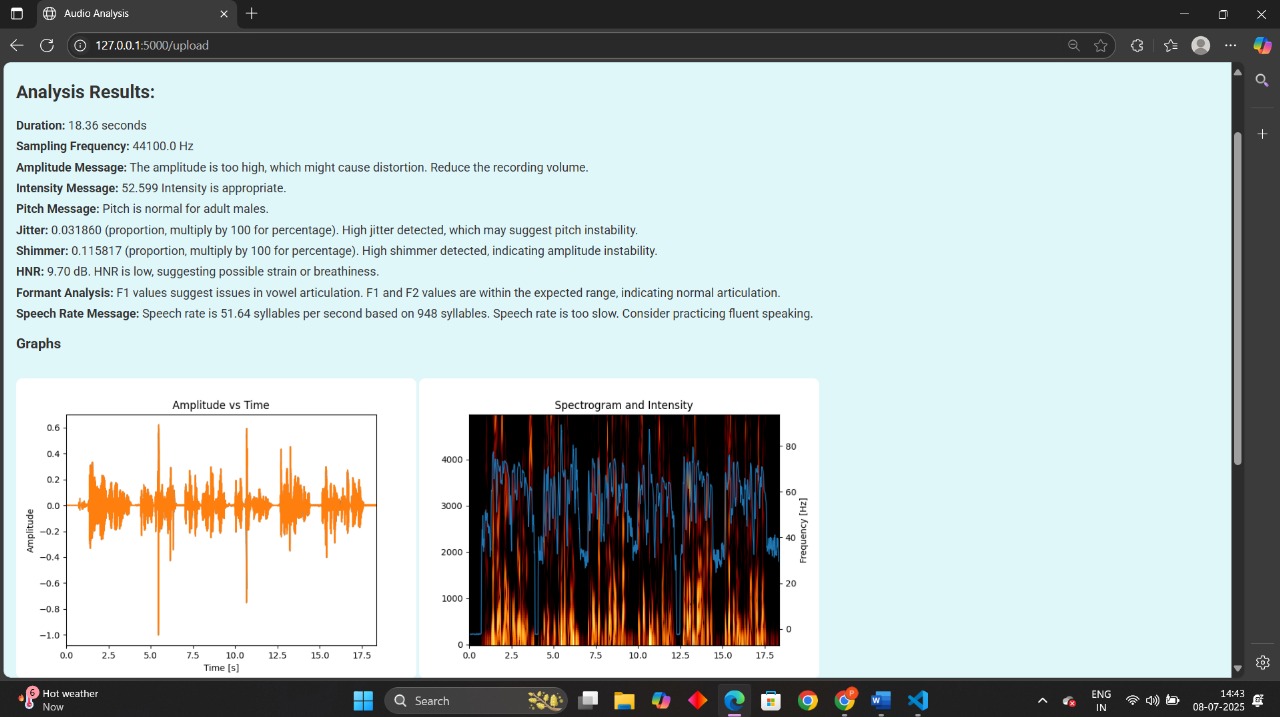 Audio Analysis
127.0.0.1:5000/upload
Analysis Results:
Duration: 18.36 seconds
Sampling Frequency: 44100.0 Hz
Amplitude Message: The amplitude is too high, which might cause distortion. Reduce the recording volume.
Intensity Message: 52.599 Intensity is appropriate.
Pitch Message: Pitch is normal for adult males.
Jitter: 0.031860 (proportion, multiply by 100 for percentage). High jitter detected, which may suggest pitch instability.
Shimmer: 0.115817 (proportion, multiply by 100 for percentage). High shimmer detected, indicating amplitude instability.
HNR: 9.70 dB. HNR is low, suggesting possible strain or breathiness.
Formant Analysis: F1 values suggest issues in vowel articulation. F1 and F2 values are within the expected range, indicating normal articulation.
Speech Rate Message: Speech rate is 51.64 syllables per second based on 948 syllables. Speech rate is too slow. Consider practicing fluent speaking.
Graphs
Amplitude vs Time
0.6
0.4
0.2
0.0
−0.2
−0.4
−0.6
−0.8
−1.0
Amplitude
0.0 2.5 5.0 7.5 10.0 12.5 15.0 17.5
Time [s]
Spectrogram and Intensity
4000
3000
2000
1000
0
80
60
40
20
0
Frequency [Hz]
0.0 2.5 5.0 7.5 10.0 12.5 15.0 17.5
6
Hot weather
Now
Search
P
W
ENG
IN
14:43
08-07-2025